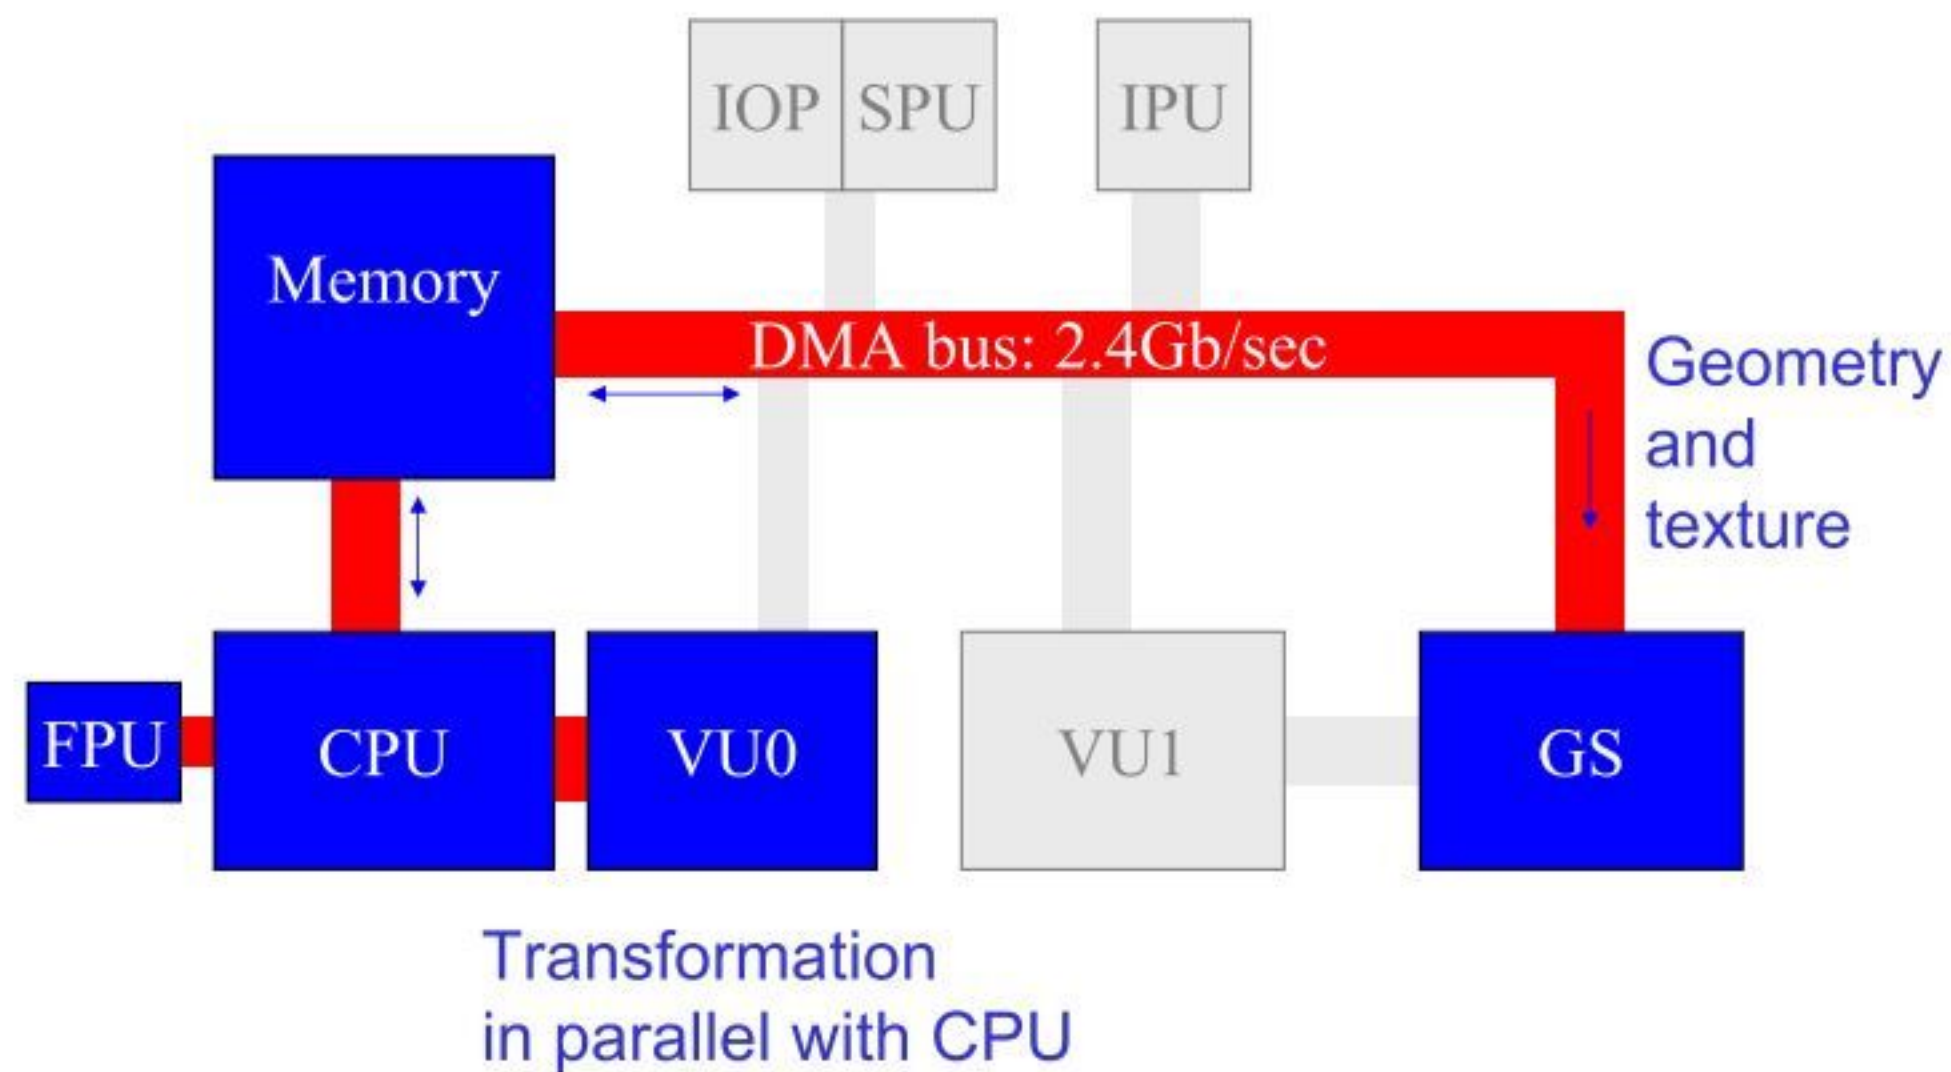 IOP SPU IPU
Memory
DMA bus: 2.4Gb/sec
Geometry
and
texture
FPU CPU VU0 VU1 GS
Transformation
in parallel with CPU